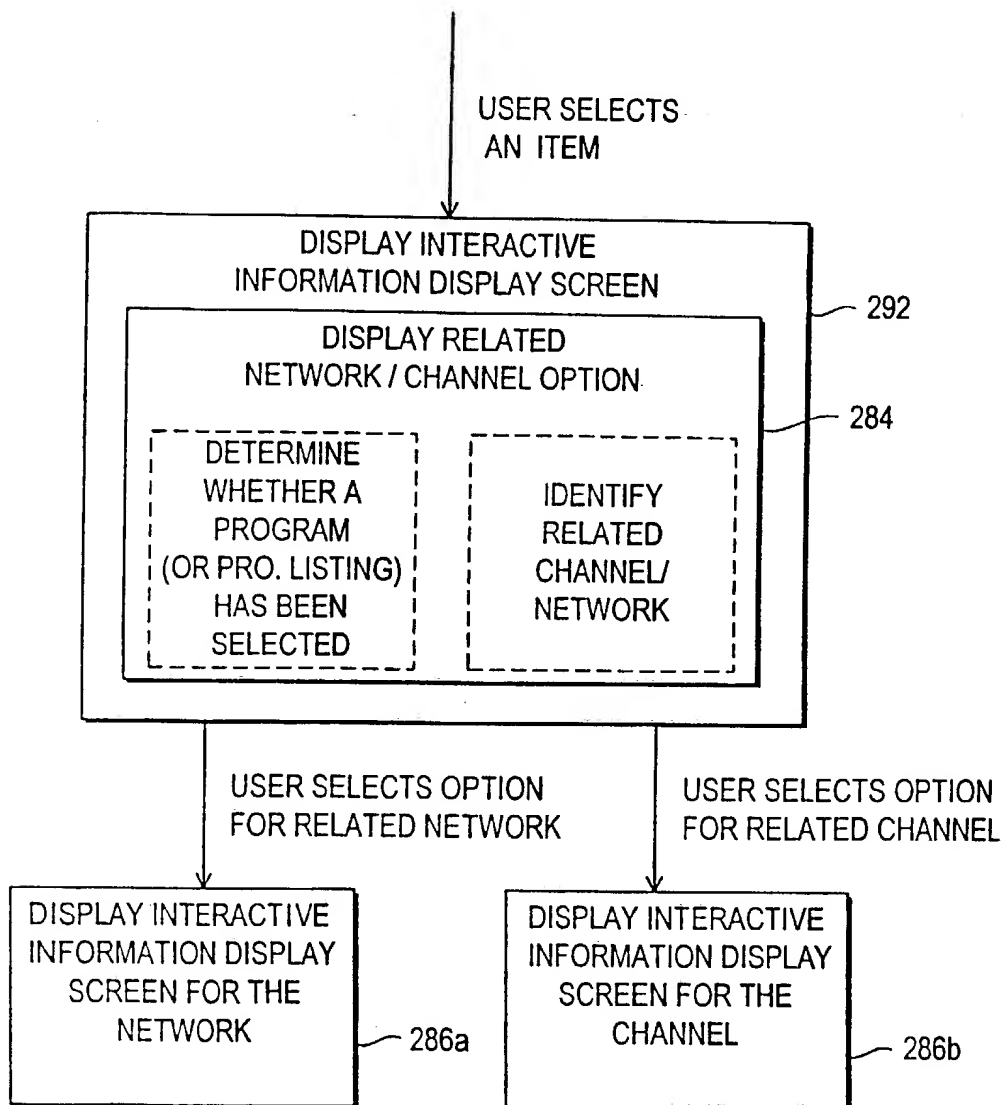 USER SELECTS
AN ITEM
DISPLAY INTERACTIVE
INFORMATION DISPLAY SCREEN
292
DISPLAY RELATED
NETWORK / CHANNEL OPTION
284
DETERMINE
WHETHER A
PROGRAM
(OR PRO. LISTING)
HAS BEEN
SELECTED
IDENTIFY
RELATED
CHANNEL/
NETWORK
USER SELECTS OPTION
FOR RELATED NETWORK
USER SELECTS OPTION
FOR RELATED CHANNEL
DISPLAY INTERACTIVE
INFORMATION DISPLAY
SCREEN FOR THE
NETWORK
286a
DISPLAY INTERACTIVE
INFORMATION DISPLAY
SCREEN FOR THE
CHANNEL
286b